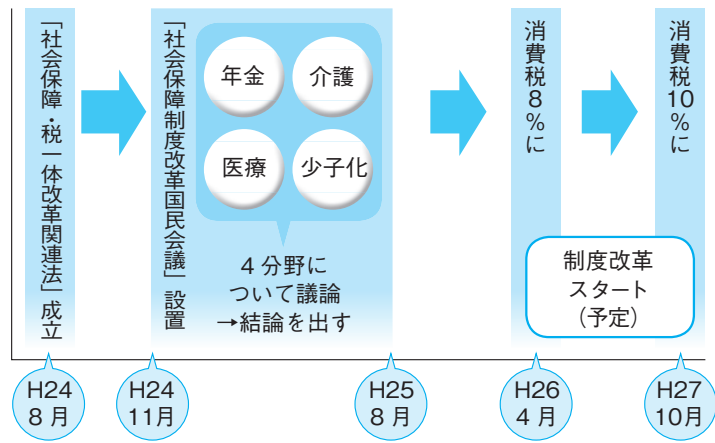 「社会保障・税一体改革関連法」成立
「社会保障制度改革国民会議」設置
年金
介護
医療
少子化
4分野に
ついて議論
→結論を出す
消費税8%に
消費税10%に
制度改革
スタート
（予定）
H24
8月
H24
11月
H25
8月
H26
4月
H27
10月